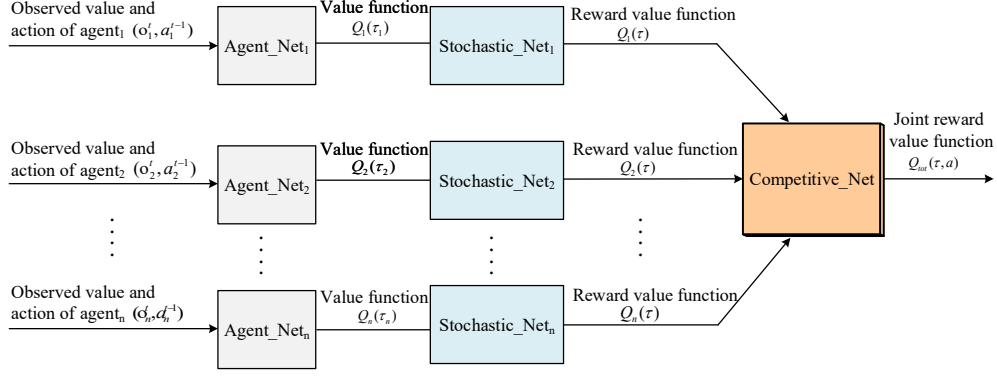 Observed value and
action of agent₁ (o₁ᵗ, a₁ᵗ⁻¹)
Agent_Net₁
Value function
Q₁(τ₁)
Stochastic_Net₁
Reward value function
Q₁(τ)
Observed value and
action of agent₂ (o₂ᵗ, a₂ᵗ⁻¹)
Agent_Net₂
Value function
Q₂(τ₂)
Stochastic_Net₂
Reward value function
Q₂(τ)
Competitive_Net
Joint reward
value function
Qₜₒₜ(τ, a)
Observed value and
action of agentₙ (oₙᵗ, aₙᵗ⁻¹)
Agent_Netₙ
Value function
Qₙ(τₙ)
Stochastic_Netₙ
Reward value function
Qₙ(τ)